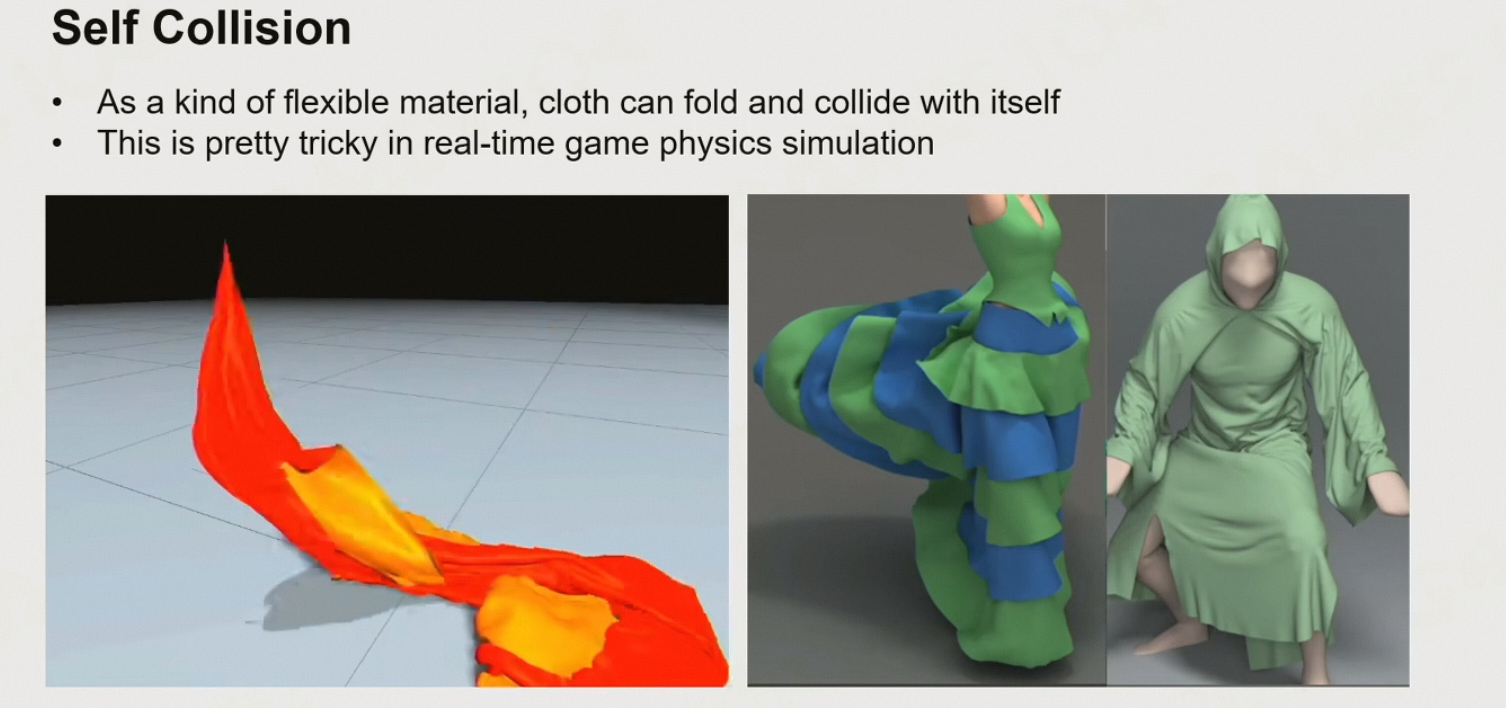 Self Collision
• As a kind of flexible material, cloth can fold and collide with itself
• This is pretty tricky in real-time game physics simulation